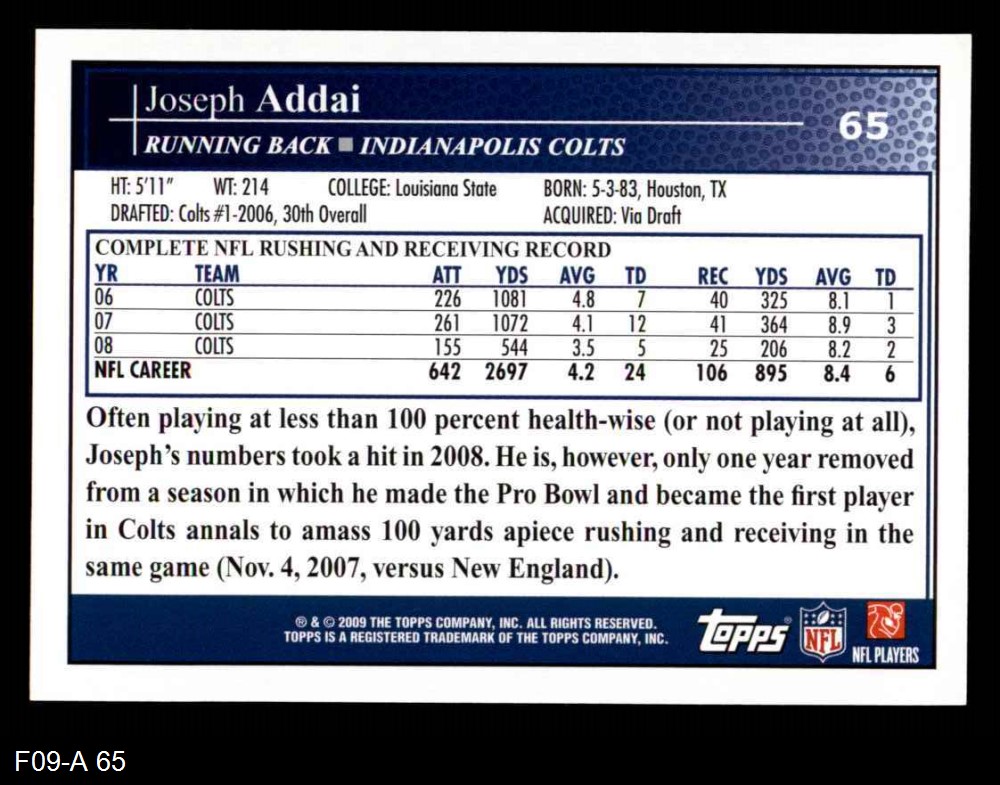 Joseph Addai
65
RUNNING BACK ■ INDIANAPOLIS COLTS
HT: 5'11" WT: 214 COLLEGE: Louisiana State BORN: 5-3-83, Houston, TX
DRAFTED: Colts #1-2006, 30th Overall ACQUIRED: Via Draft
COMPLETE NFL RUSHING AND RECEIVING RECORD
YR TEAM ATT YDS AVG TD REC YDS AVG TD
06 COLTS 226 1081 4.8 7 40 325 8.1 1
07 COLTS 261 1072 4.1 12 41 364 8.9 3
08 COLTS 155 544 3.5 5 25 206 8.2 2
NFL CAREER 642 2697 4.2 24 106 895 8.4 6
Often playing at less than 100 percent health-wise (or not playing at all),
Joseph's numbers took a hit in 2008. He is, however, only one year removed
from a season in which he made the Pro Bowl and became the first player
in Colts annals to amass 100 yards apiece rushing and receiving in the
same game (Nov. 4, 2007, versus New England).
® & © 2009 THE TOPPS COMPANY, INC. ALL RIGHTS RESERVED.
TOPPS IS A REGISTERED TRADEMARK OF THE TOPPS COMPANY, INC.
Topps®
NFL
NFL PLAYERS
F09-A 65